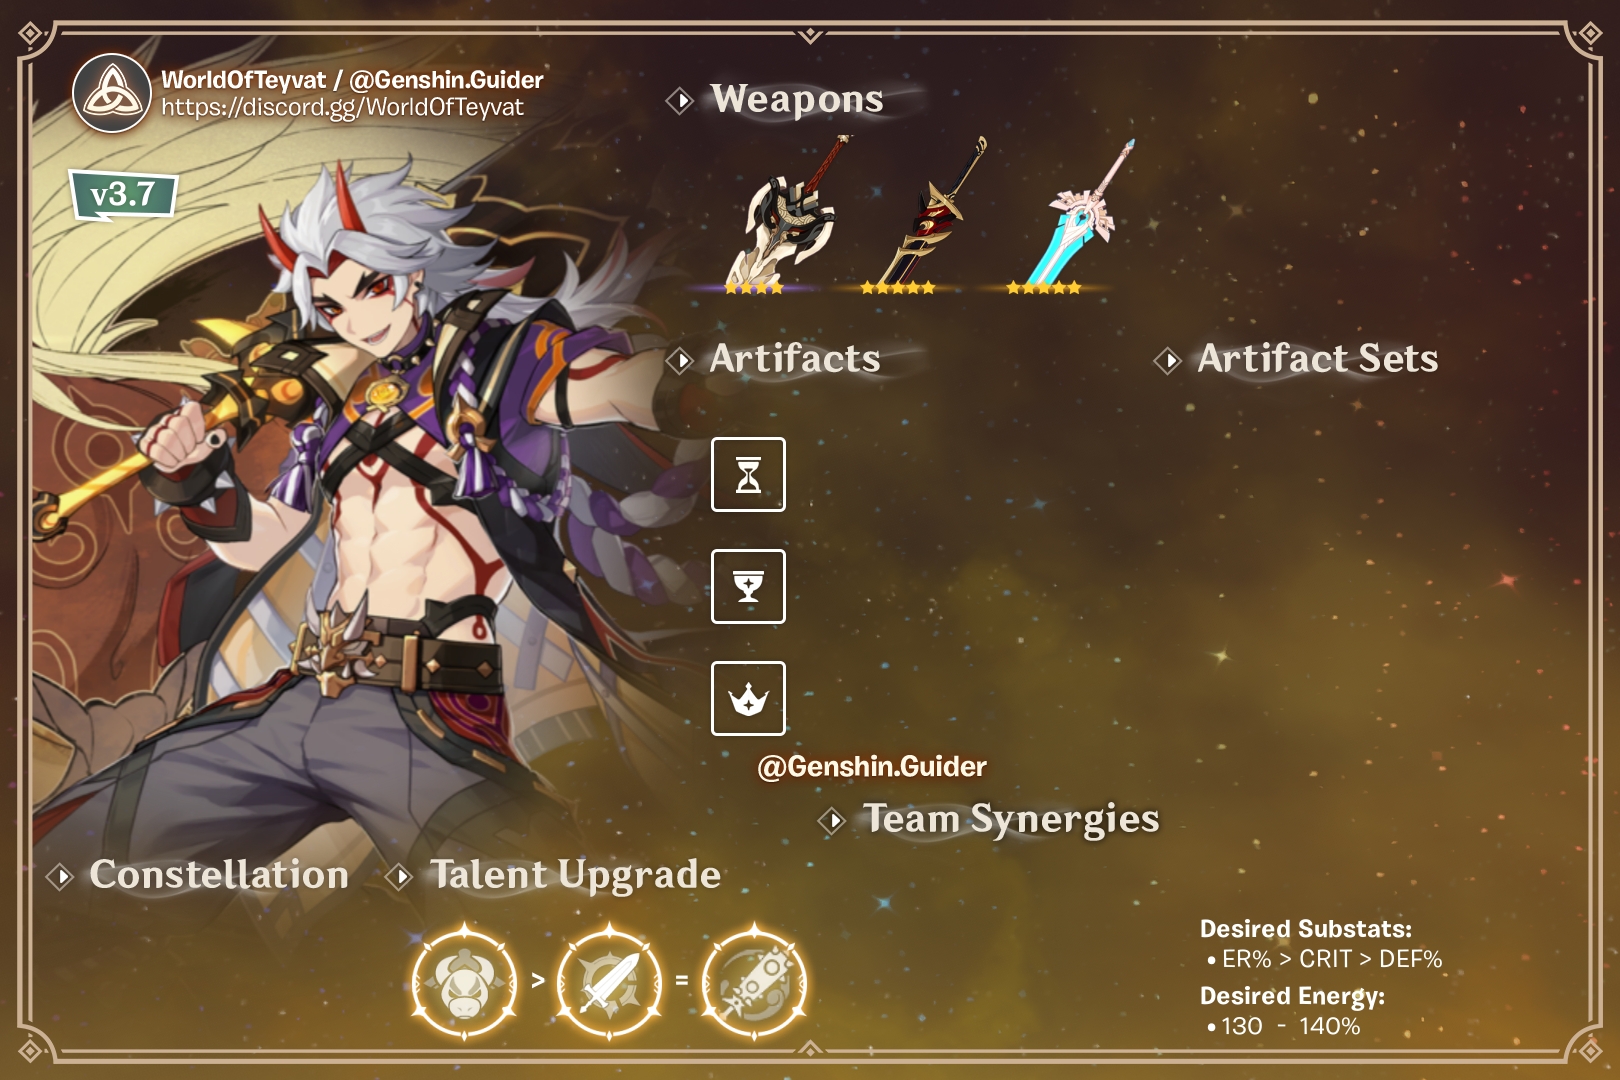 WorldOfTeyvat / @Genshin.Guider
https://discord.gg/WorldOfTeyvat
v3.7
Weapons
Artifacts
Artifact Sets
@Genshin.Guider
Team Synergies
Constellation
Talent Upgrade
> =
Desired Substats:
• ER% > CRIT > DEF%
Desired Energy:
• 130 - 140%